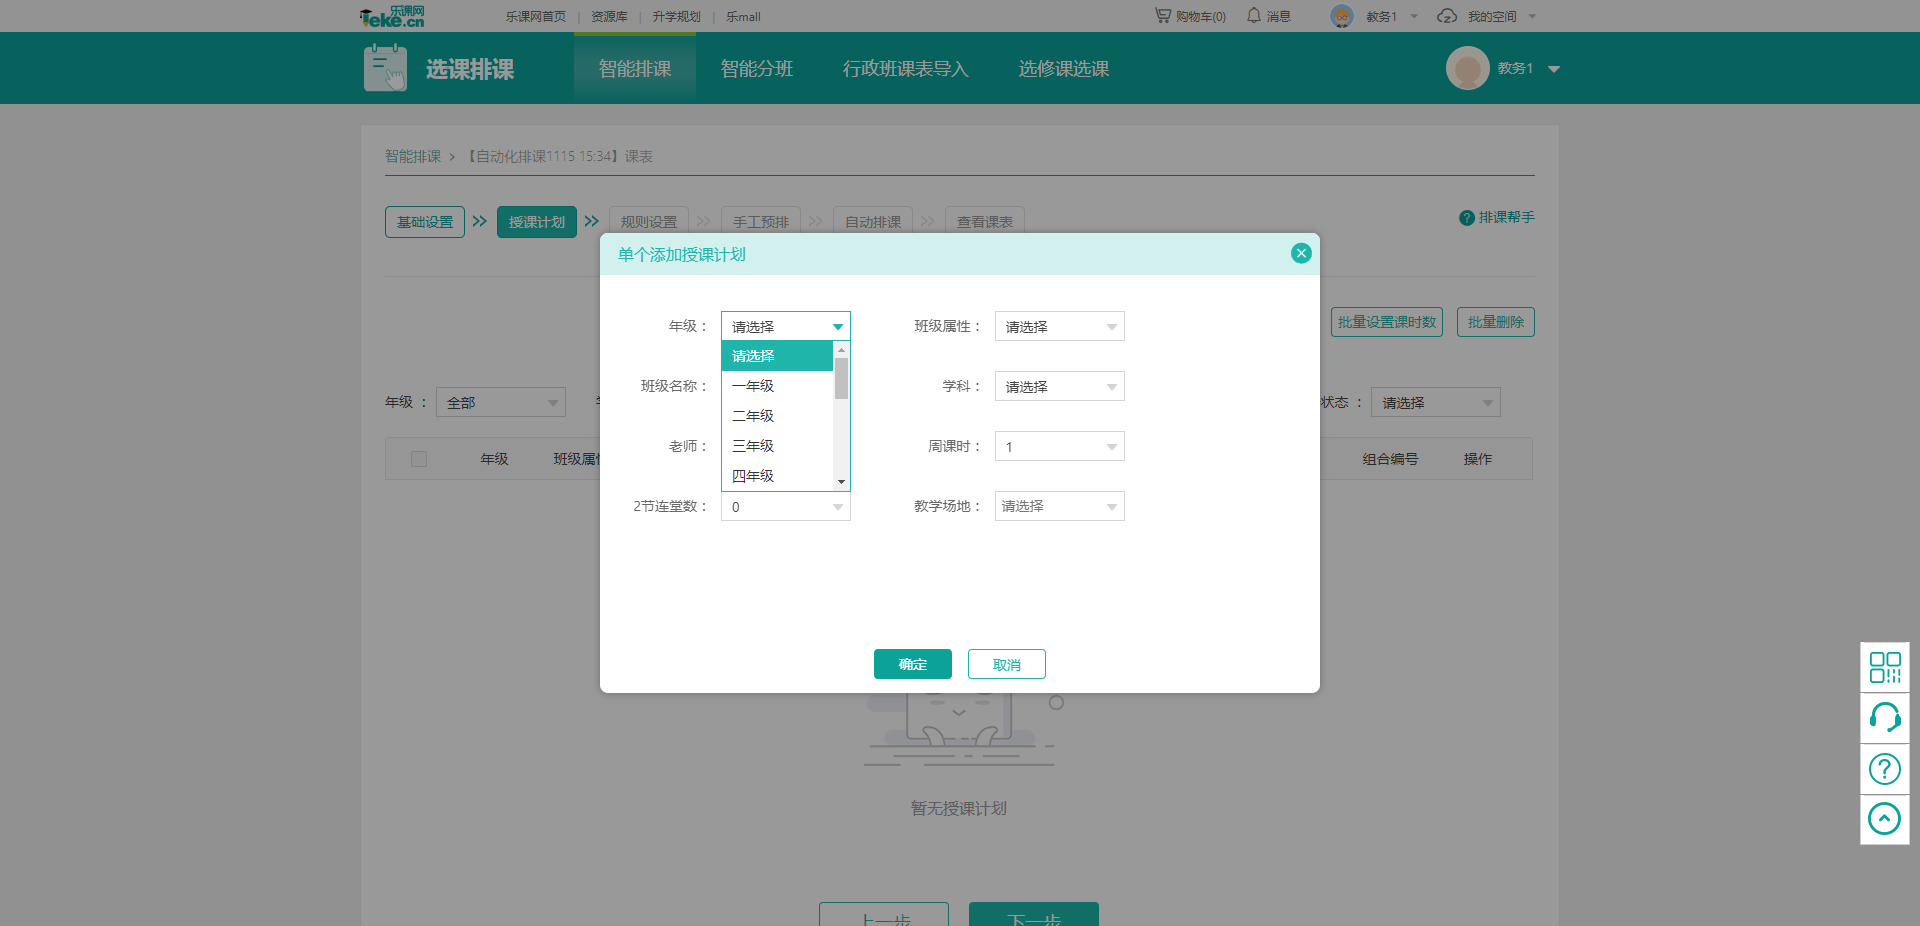 乐课网
leke.cn
乐课网首页 | 资源库 | 升学规划 | 乐mall
购物车(0) 消息 教务1 我的空间
选课排课 智能排课 智能分班 行政班课表导入 选修课选课 教务1
智能排课 > 【自动化排课1115 15:34】课表
基础设置 授课计划 规则设置 手工预排 自动排课 查看课表 排课帮手
单个添加授课计划
批量设置课时数 批量删除
年级： 请选择 班级属性： 请选择
请选择
一年级
班级名称： 学科： 请选择
年级 ： 全部 状态 ： 请选择
二年级
老师： 三年级 周课时： 1
年级 班级属 组合编号 操作
四年级
2节连堂数： 0 教学场地： 请选择
确定 取消
暂无授课计划
上一步 下一步